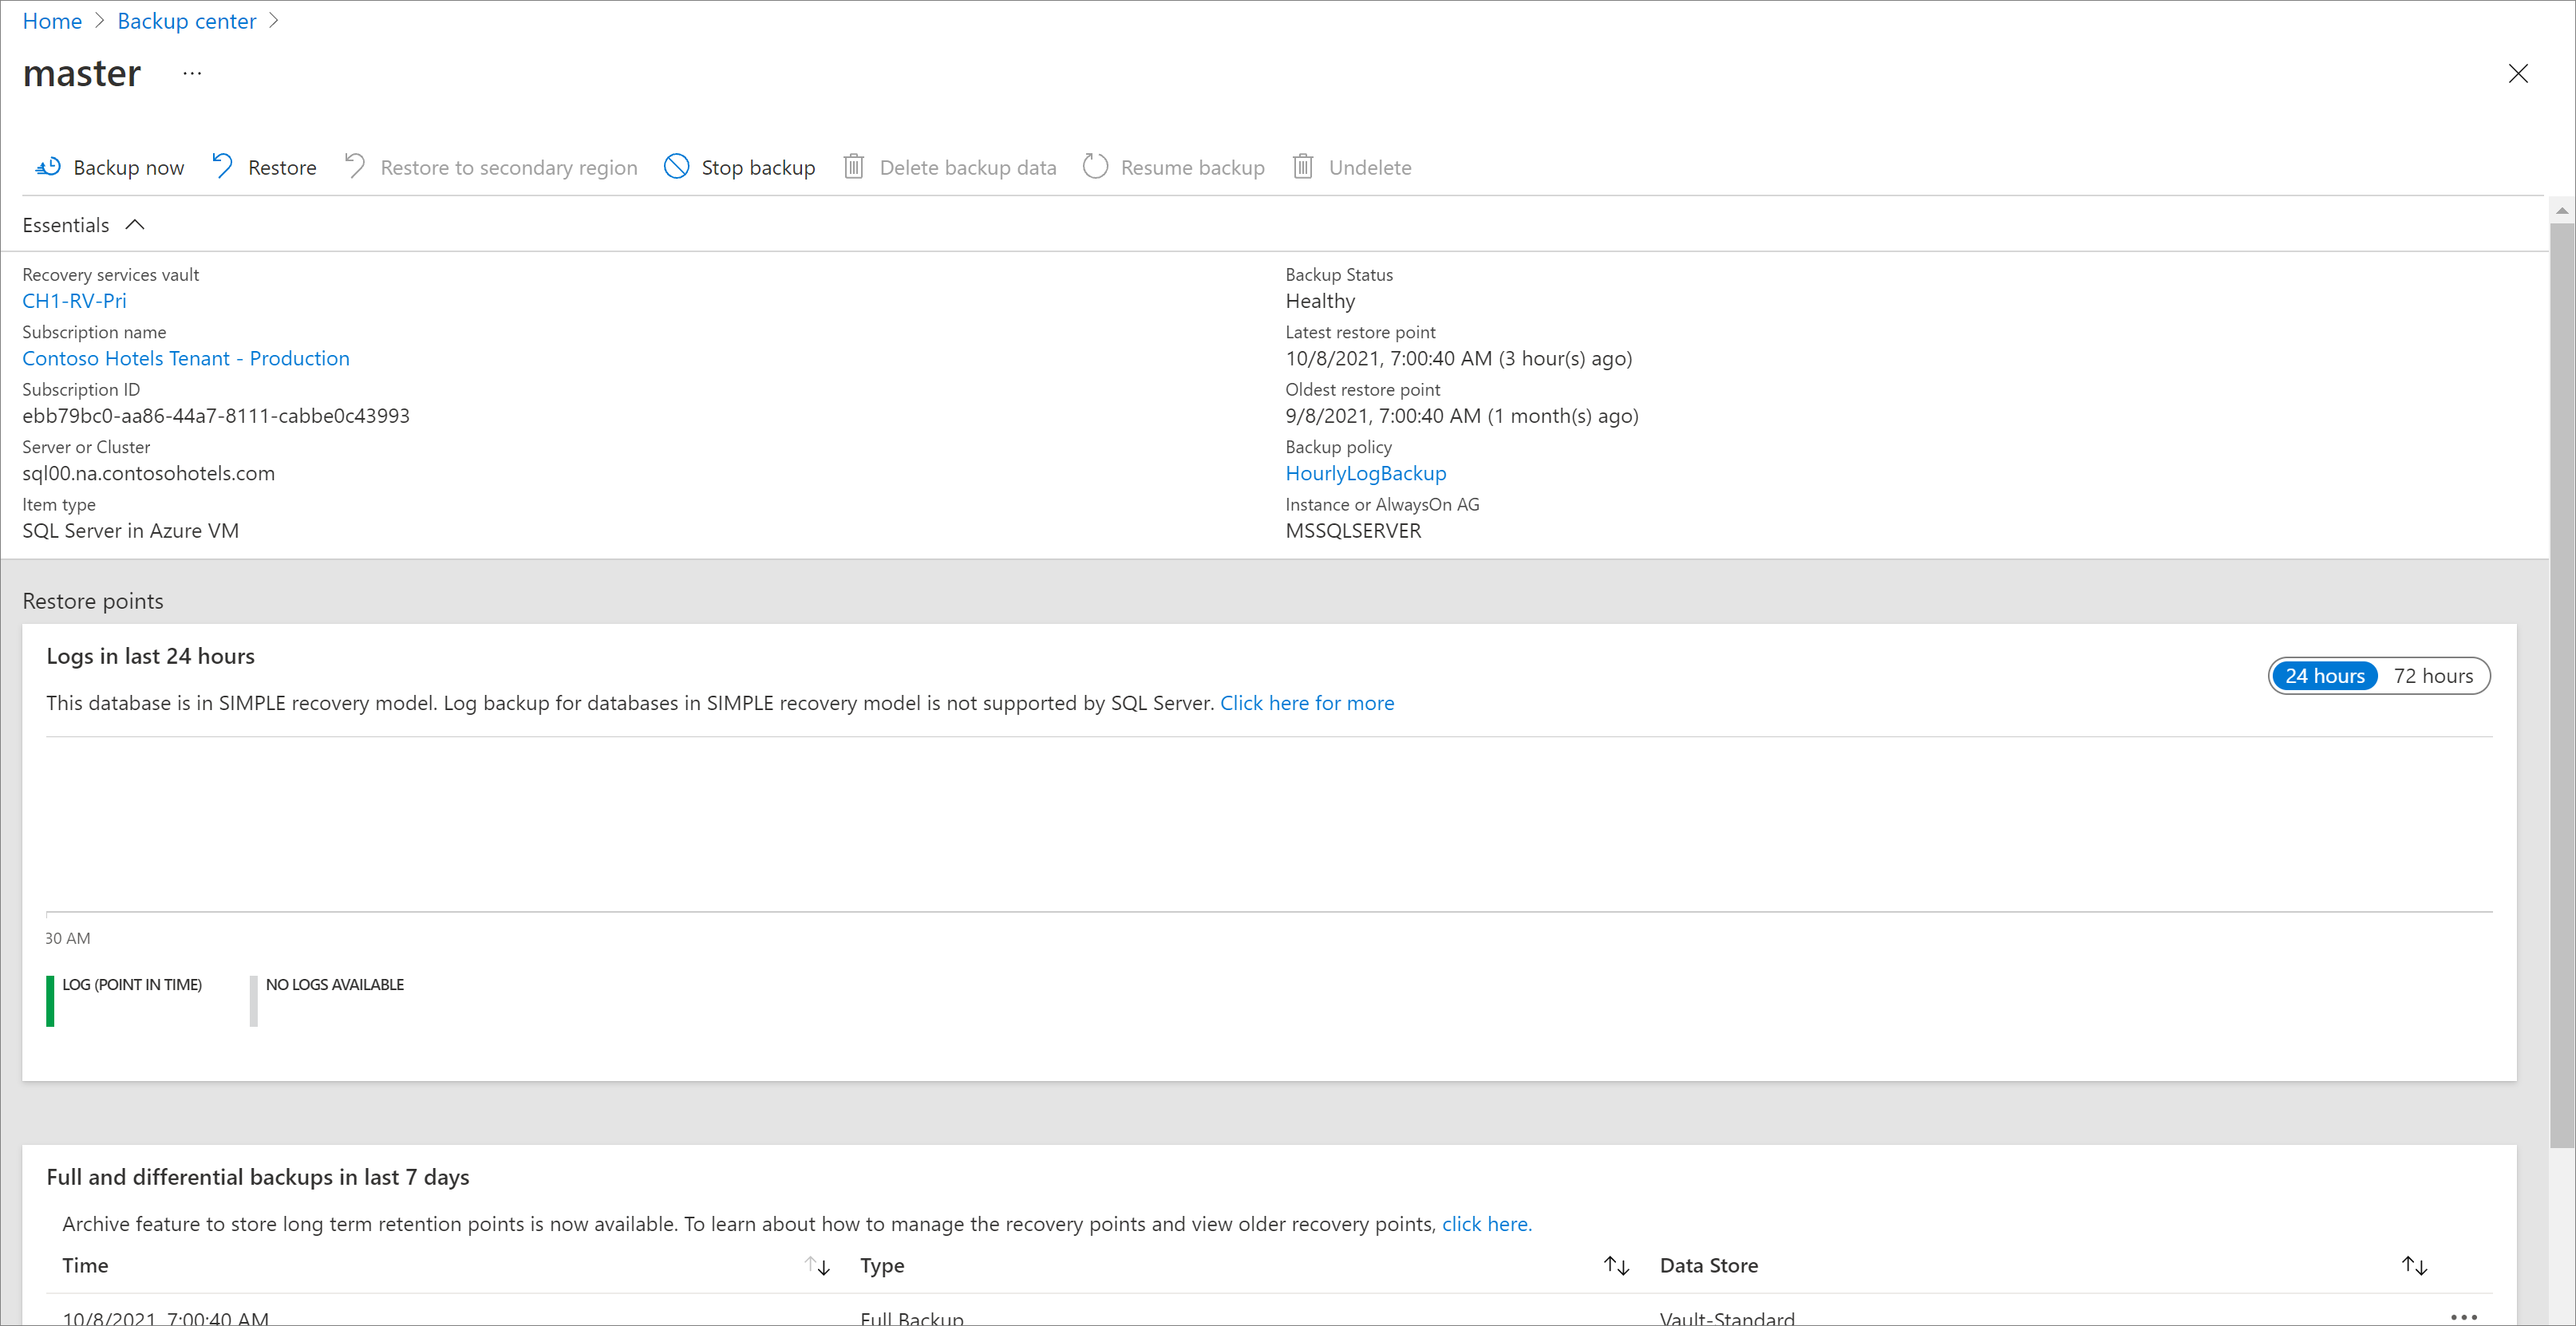 Home > Backup center >
master ...
Backup now Restore Restore to secondary region Stop backup Delete backup data Resume backup Undelete
Essentials
Recovery services vault
CH1-RV-Pri
Subscription name
Contoso Hotels Tenant - Production
Subscription ID
ebb79bc0-aa86-44a7-8111-cabbe0c43993
Server or Cluster
sql00.na.contosohotels.com
Item type
SQL Server in Azure VM
Backup Status
Healthy
Latest restore point
10/8/2021, 7:00:40 AM (3 hour(s) ago)
Oldest restore point
9/8/2021, 7:00:40 AM (1 month(s) ago)
Backup policy
HourlyLogBackup
Instance or AlwaysOn AG
MSSQLSERVER
Restore points
Logs in last 24 hours
24 hours 72 hours
This database is in SIMPLE recovery model. Log backup for databases in SIMPLE recovery model is not supported by SQL Server. Click here for more
30 AM
LOG (POINT IN TIME) NO LOGS AVAILABLE
Full and differential backups in last 7 days
Archive feature to store long term retention points is now available. To learn about how to manage the recovery points and view older recovery points, click here.
Time Type Data Store
10/8/2021, 7:00:40 AM Full Backup Vault-Standard ...